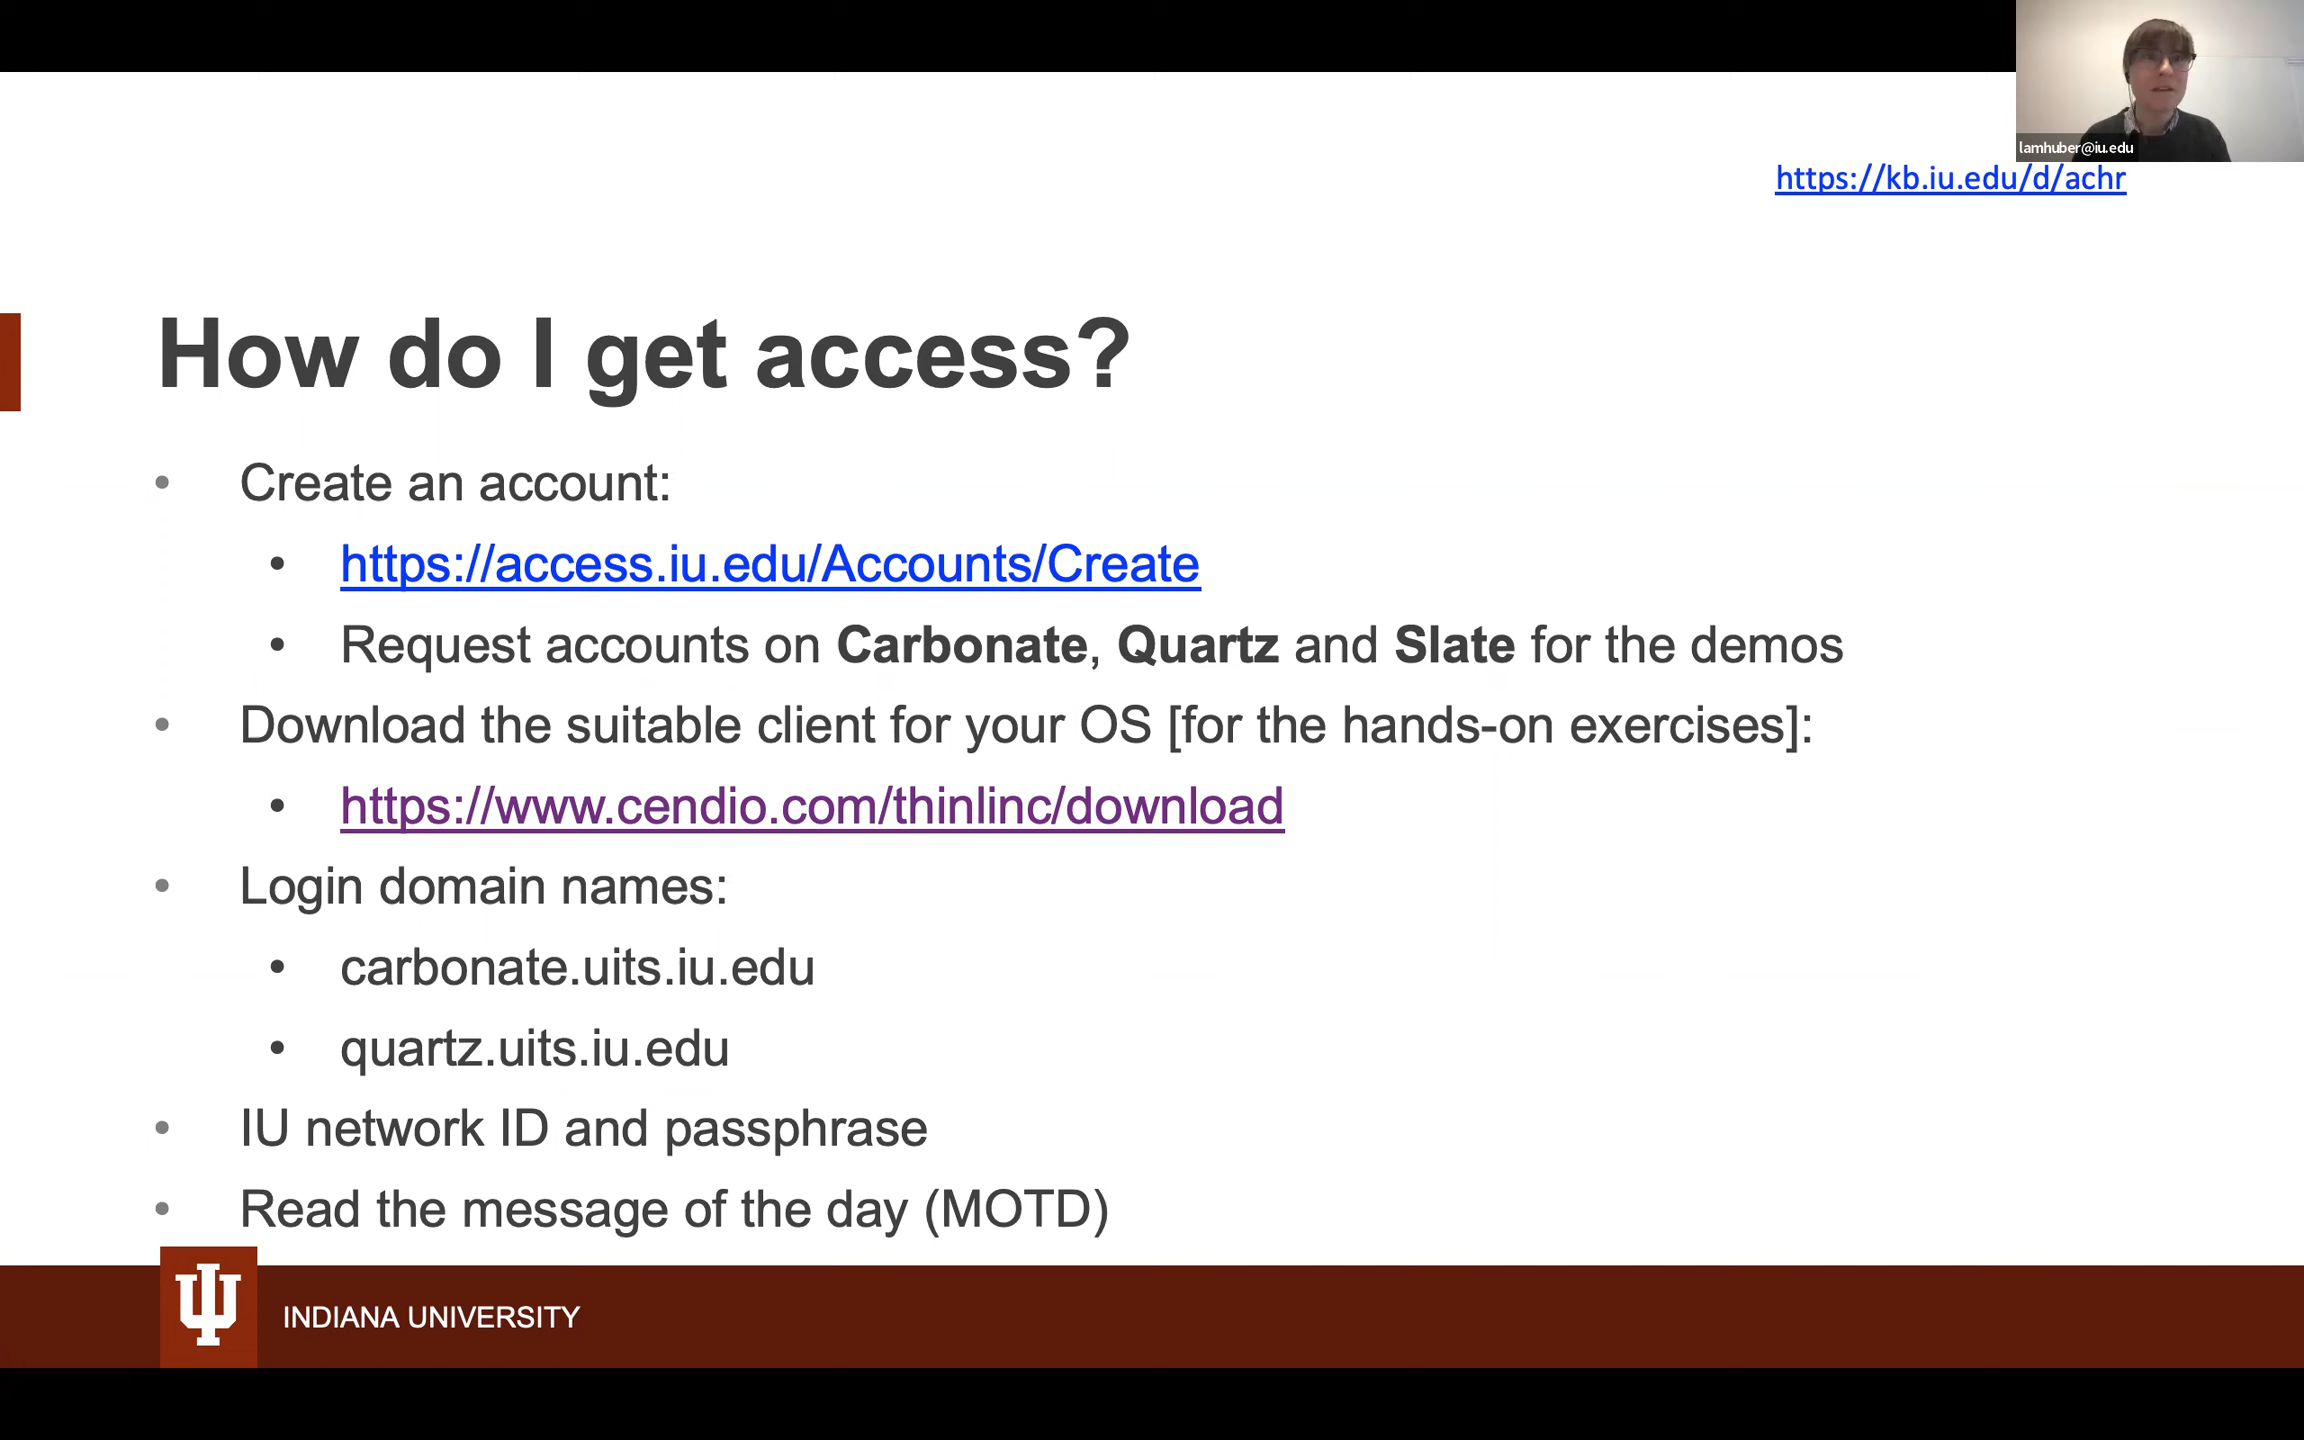 lamhuber@iu.edu
https://kb.iu.edu/d/achr
How do I get access?
• Create an account:
• https://access.iu.edu/Accounts/Create
• Request accounts on Carbonate, Quartz and Slate for the demos
• Download the suitable client for your OS [for the hands-on exercises]:
• https://www.cendio.com/thinlinc/download
• Login domain names:
• carbonate.uits.iu.edu
• quartz.uits.iu.edu
• IU network ID and passphrase
• Read the message of the day (MOTD)
INDIANA UNIVERSITY